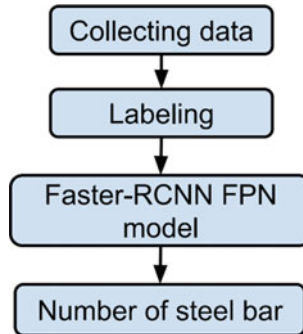 Collecting data
Labeling
Faster-RCNN FPN
model
Number of steel bar